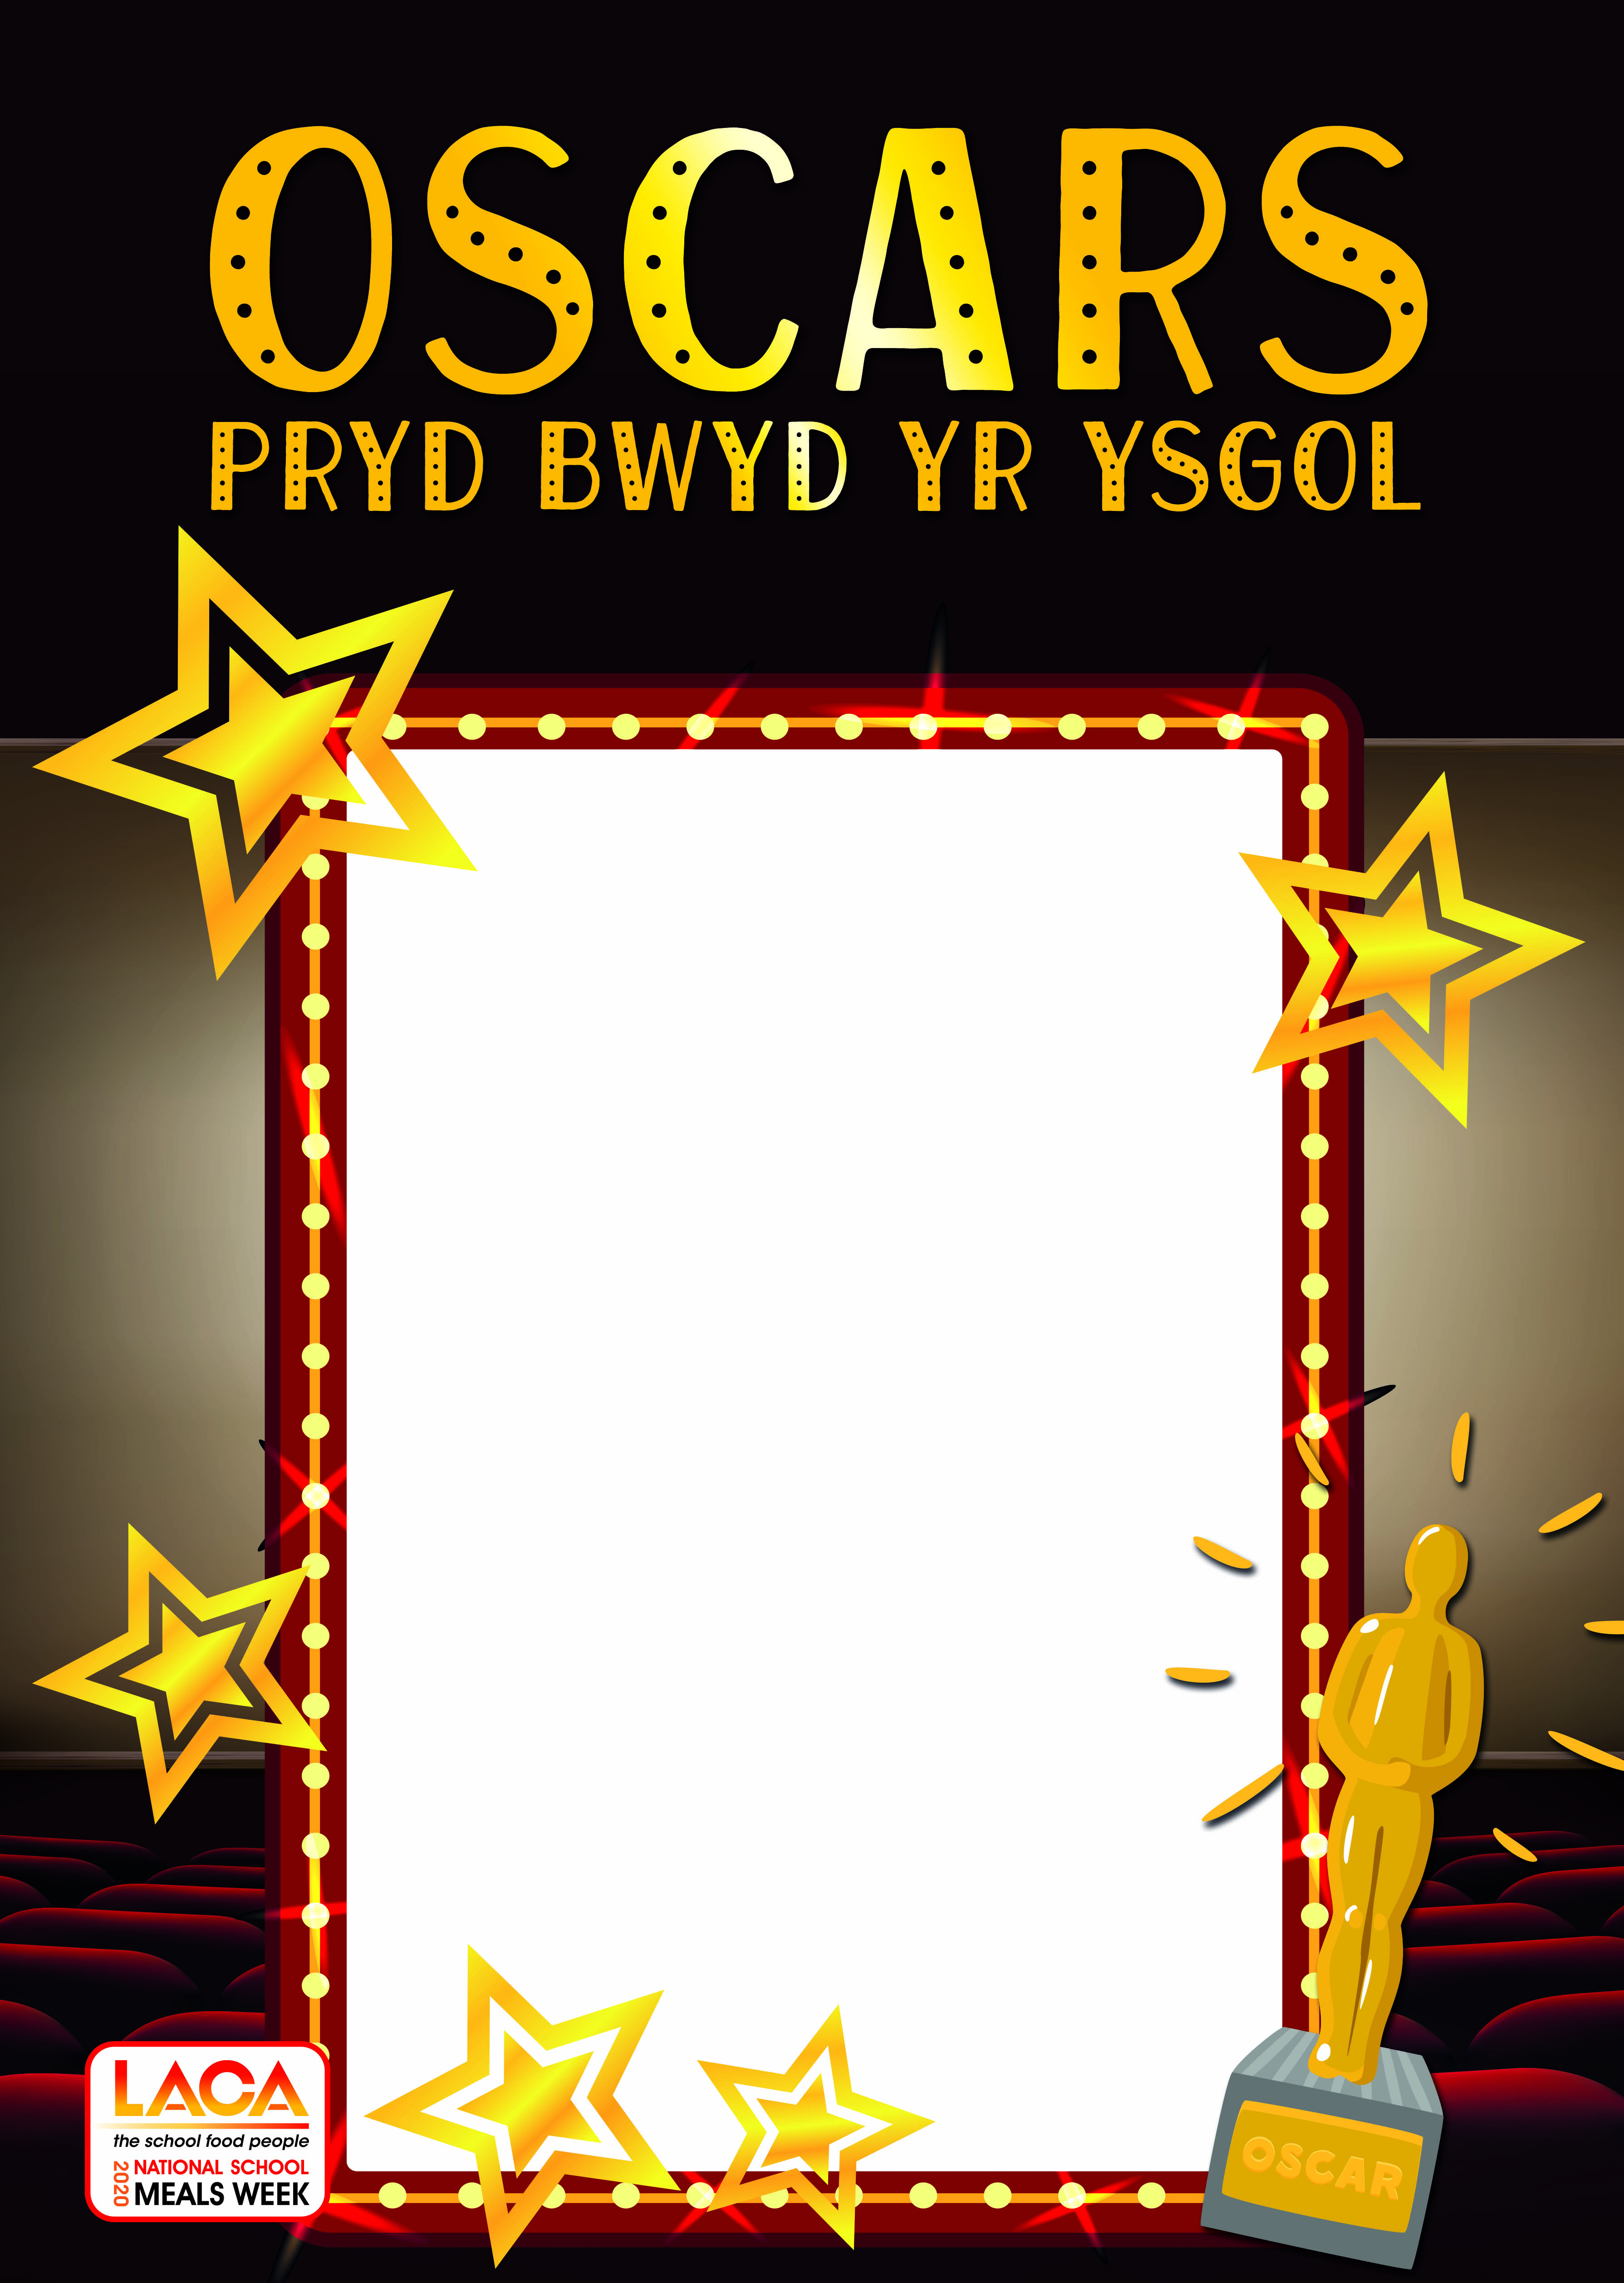 OSCARS
PRYD BWYD YR YSGOL
OSCAR
LACA
the school food people
2020
NATIONAL SCHOOL
MEALS WEEK